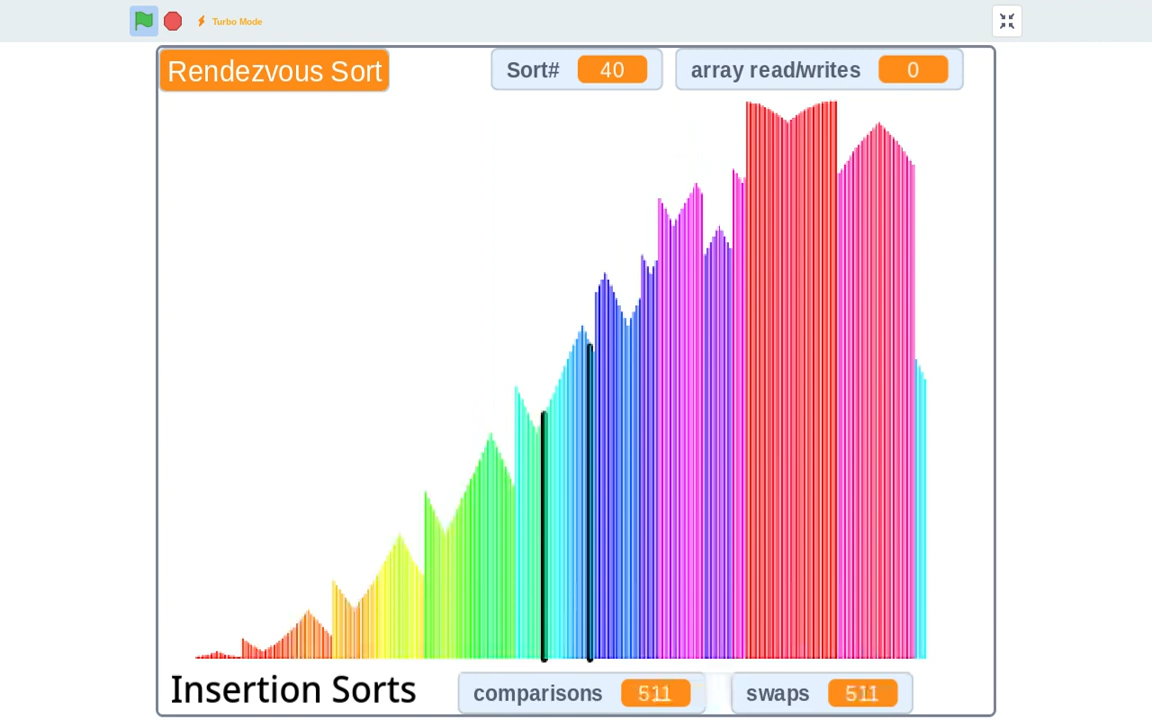 Turbo Mode
Rendezvous Sort
Sort# 40
array read/writes 0
Insertion Sorts
comparisons 511
swaps 511